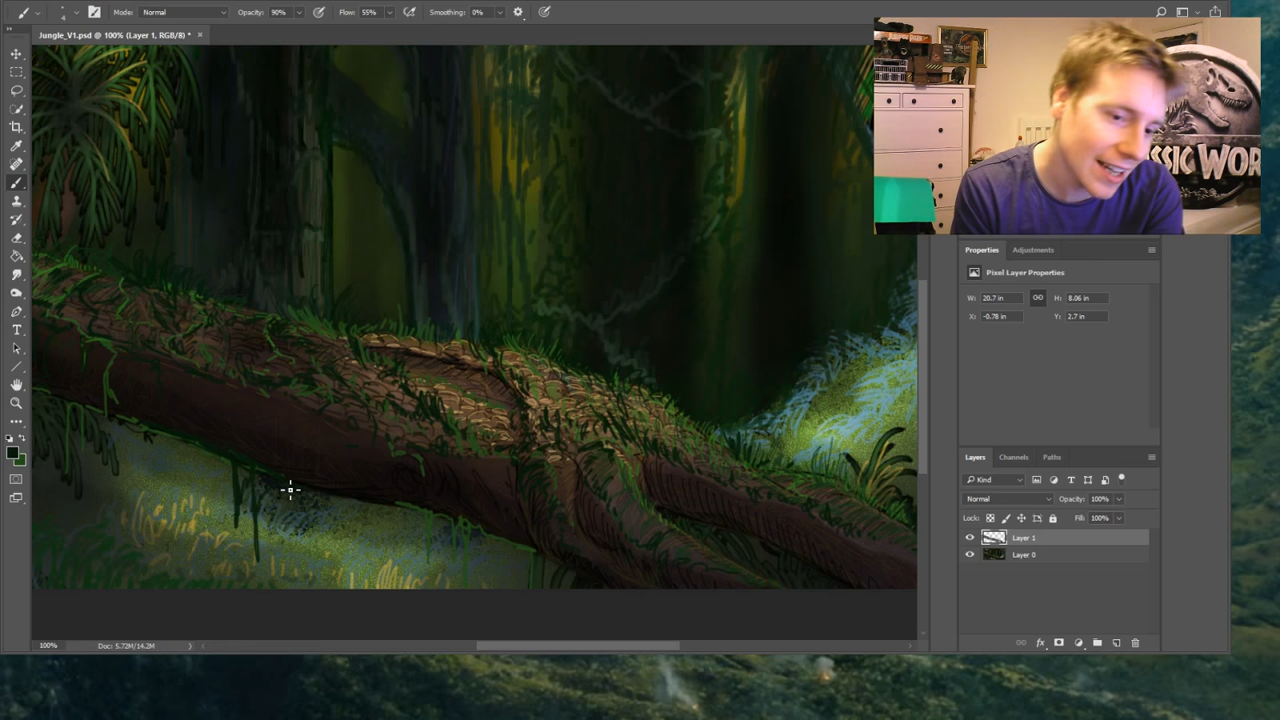 Mode: Normal Opacity: 90% Flow: 55% Smoothing: 0%
4
Jungle_V1.psd @ 100% (Layer 1, RGB/8) * ×
SSIC WOR
Properties Adjustments
Pixel Layer Properties
W: 20.7 in H: 8.06 in
X: -0.78 in Y: 2.7 in
Layers Channels Paths
Kind
Normal Opacity: 100%
Lock: Fill: 100%
Layer 1
Layer 0
fx
100% Doc: 5.72M/14.2M